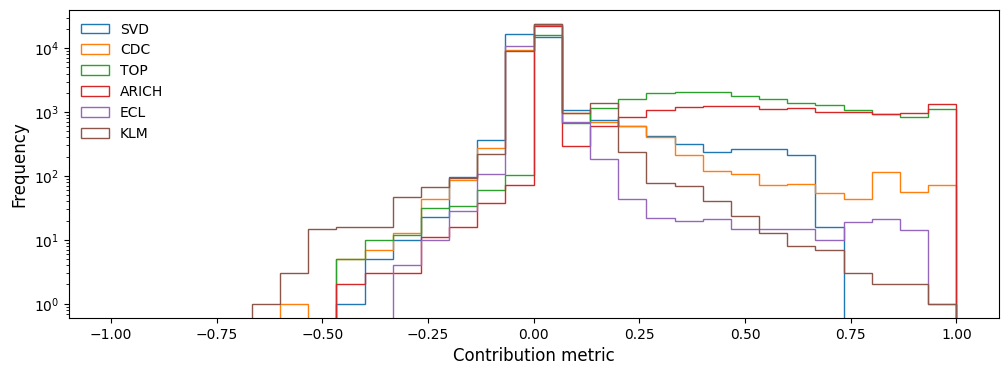 SVD
CDC
TOP
ARICH
ECL
KLM
Frequency
10⁴
10³
10²
10¹
10⁰
−1.00 −0.75 −0.50 −0.25 0.00 0.25 0.50 0.75 1.00
Contribution metric